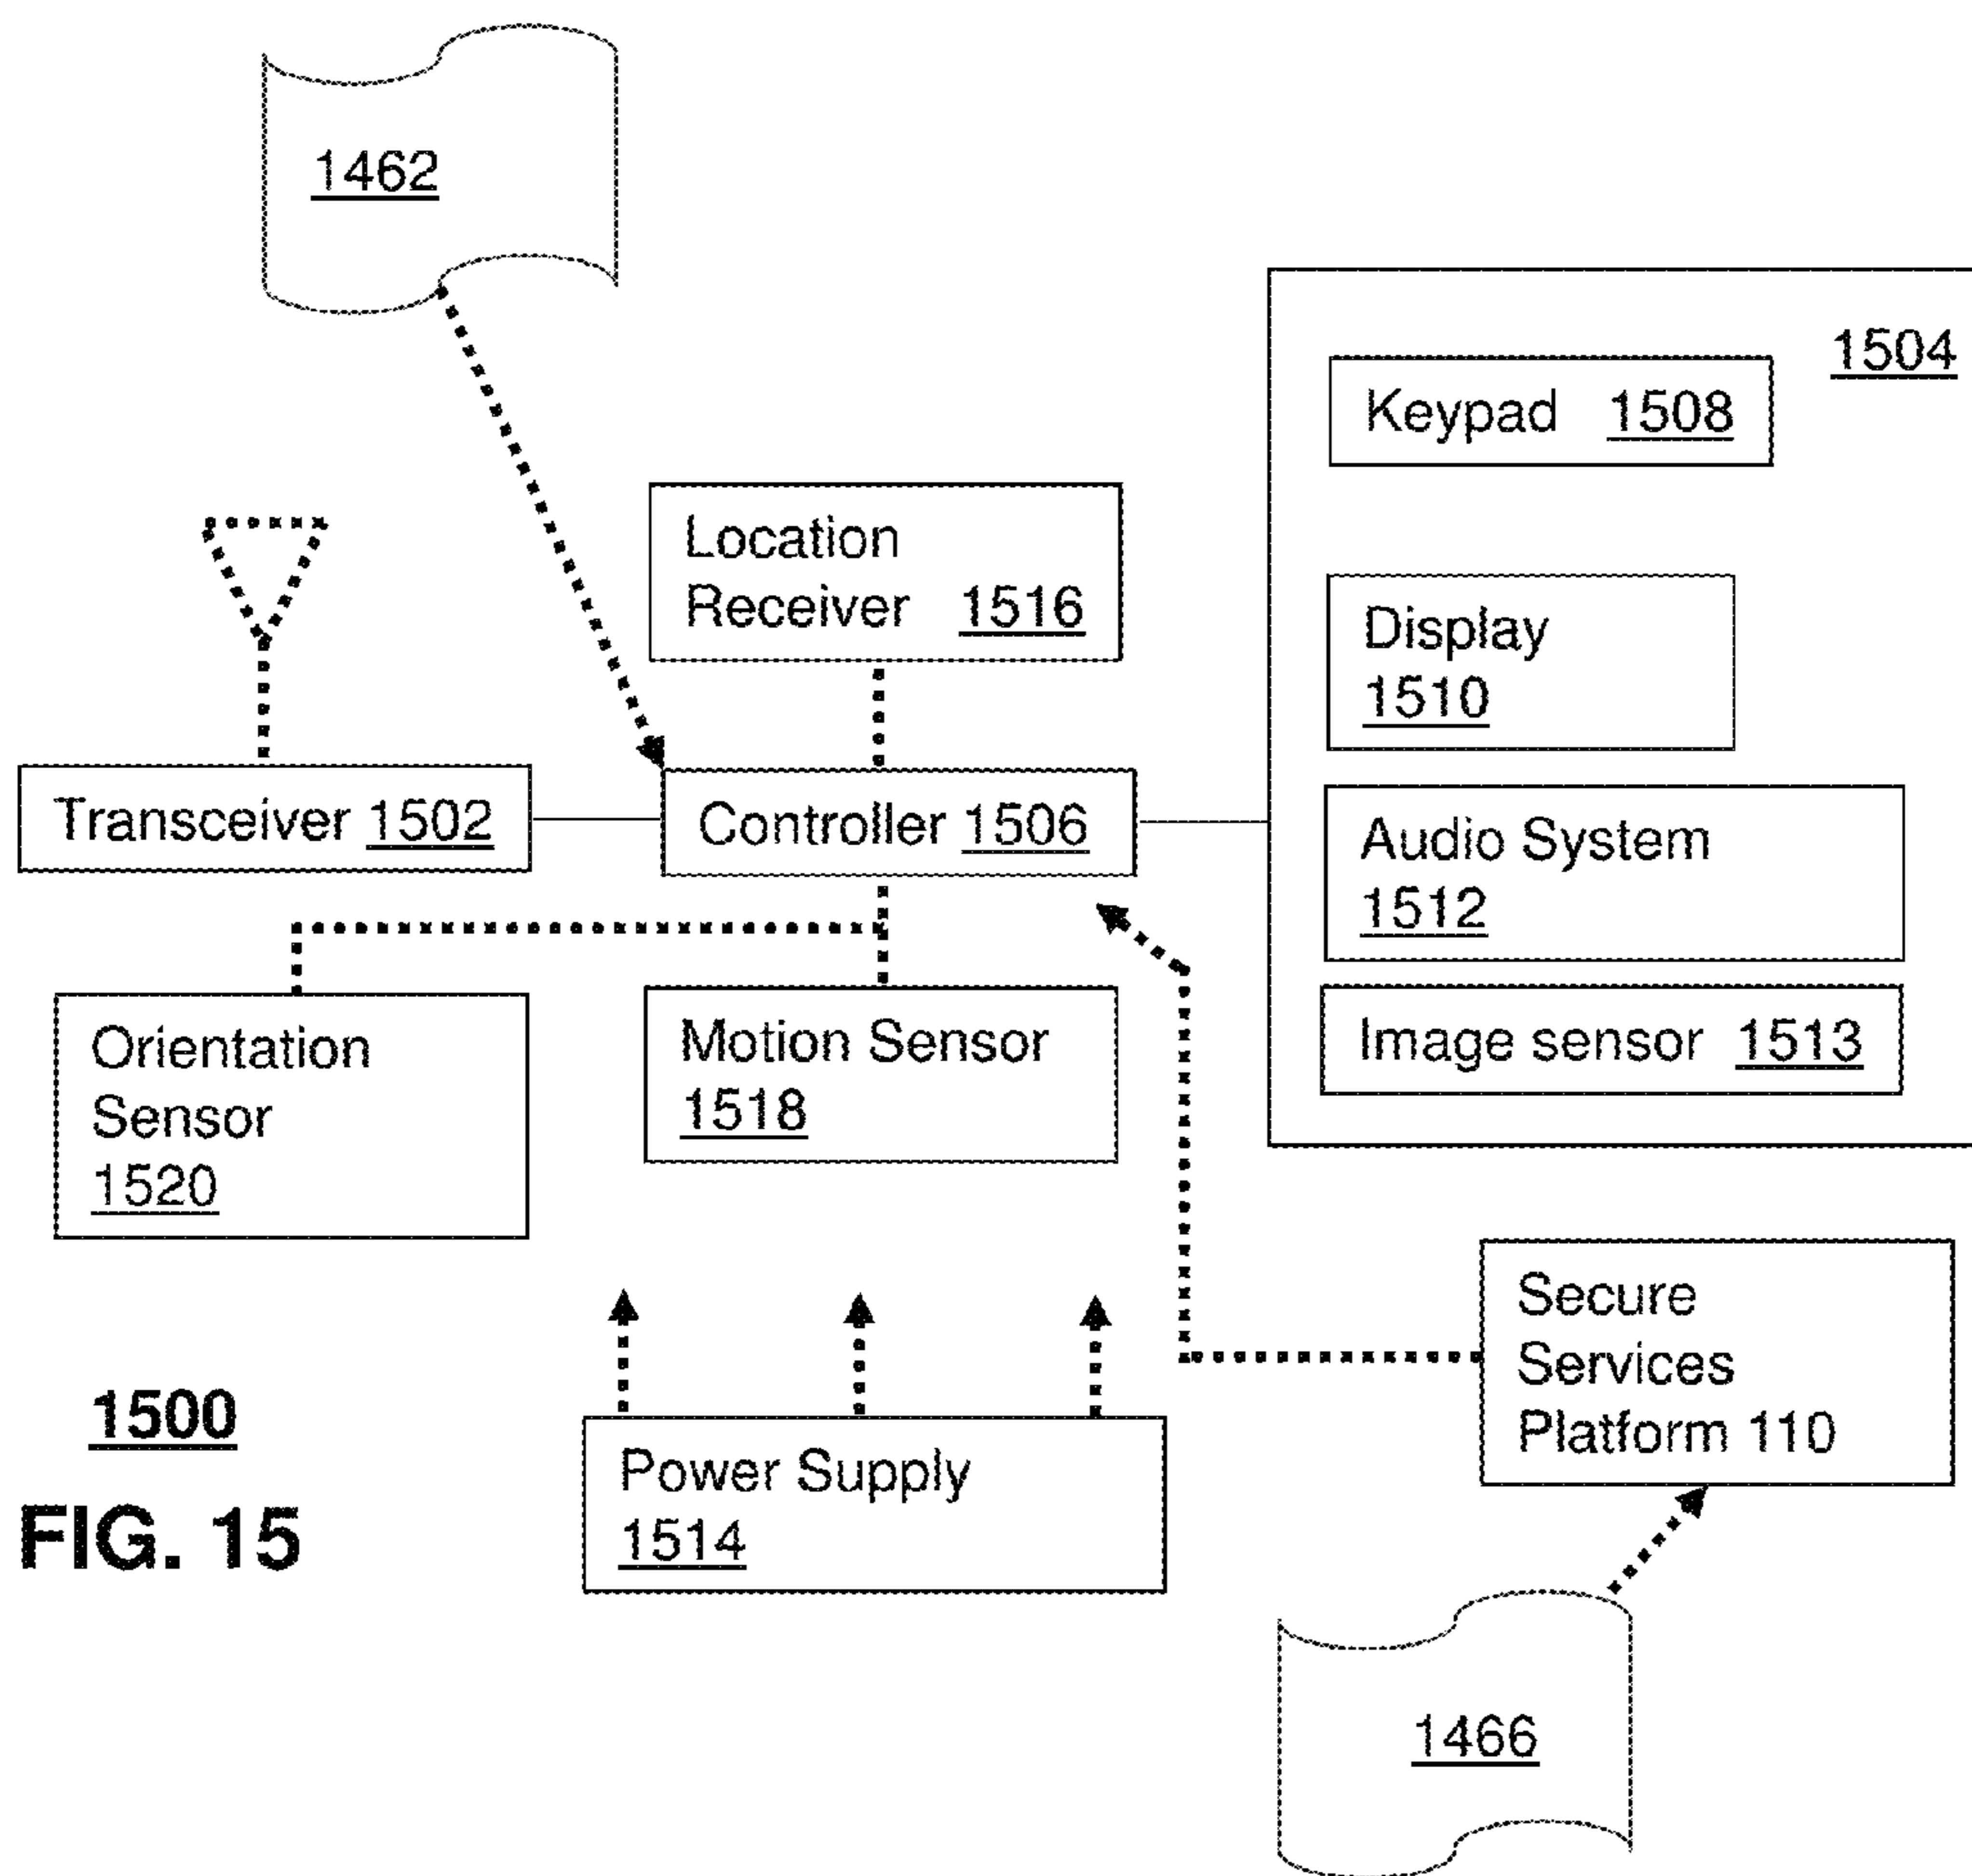 1462
1504
Keypad 1508
Location
Receiver 1516
Display
1510
Transceiver 1502
Controller 1506
Audio System
1512
Image sensor 1513
Orientation
Sensor
1520
Motion Sensor
1518
Secure
Services
Platform 110
Power Supply
1514
1500
FIG. 15
1466